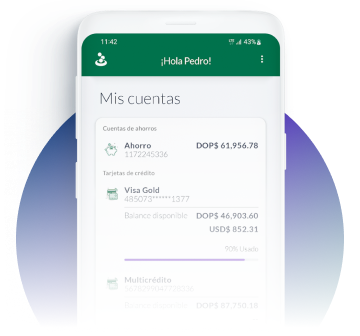 11:42 43%
¡Hola Pedro!
Mis cuentas
Cuentas de ahorros
Ahorro DOP$ 61,956.78
1172245336
Tarjetas de crédito
Visa Gold
485073******1377
Balance disponible DOP$ 46,903.60
USD$ 852.31
90% Usado
Multicrédito
DOP$ 87,750.18